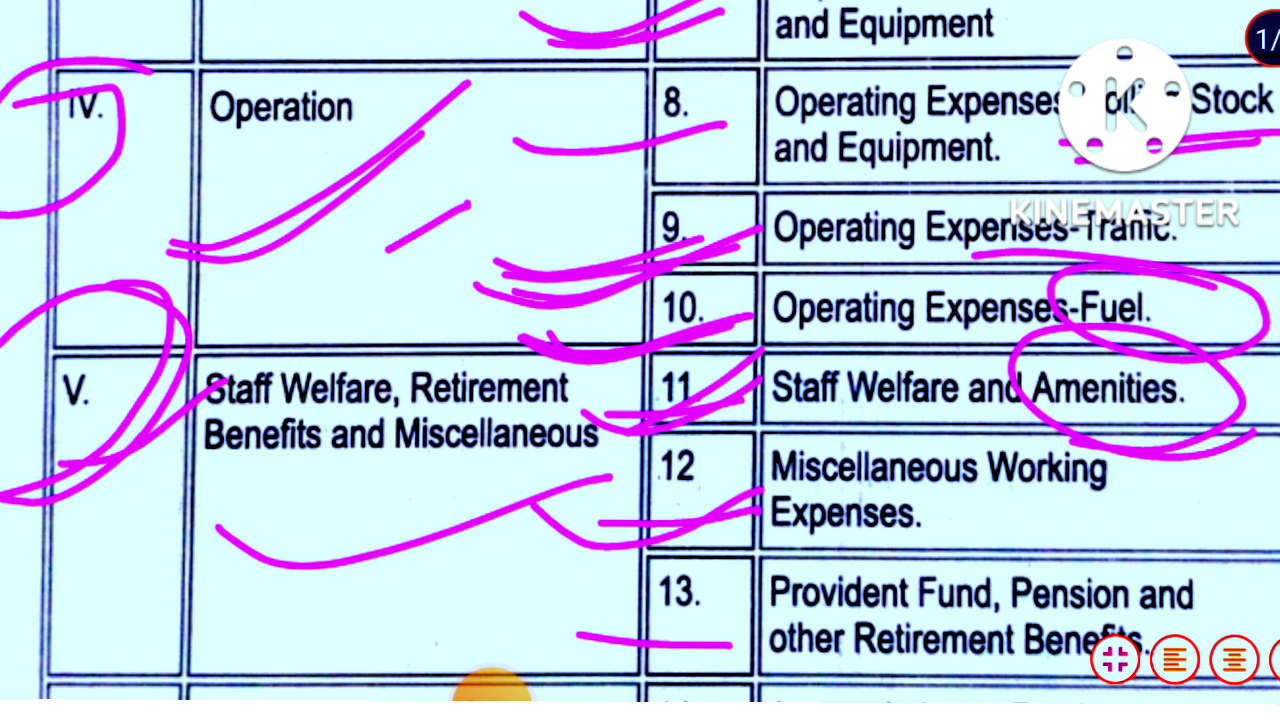 and Equipment
1/
IV.
Operation
8.
Operating Expenses
Stock
and Equipment.
KINEMASTER
9.
Operating Expenses-Traffic.
10.
Operating Expenses-Fuel.
V.
Staff Welfare, Retirement
Benefits and Miscellaneous
11
Staff Welfare and Amenities.
12
Miscellaneous Working
Expenses.
13.
Provident Fund, Pension and
other Retirement Benefits.